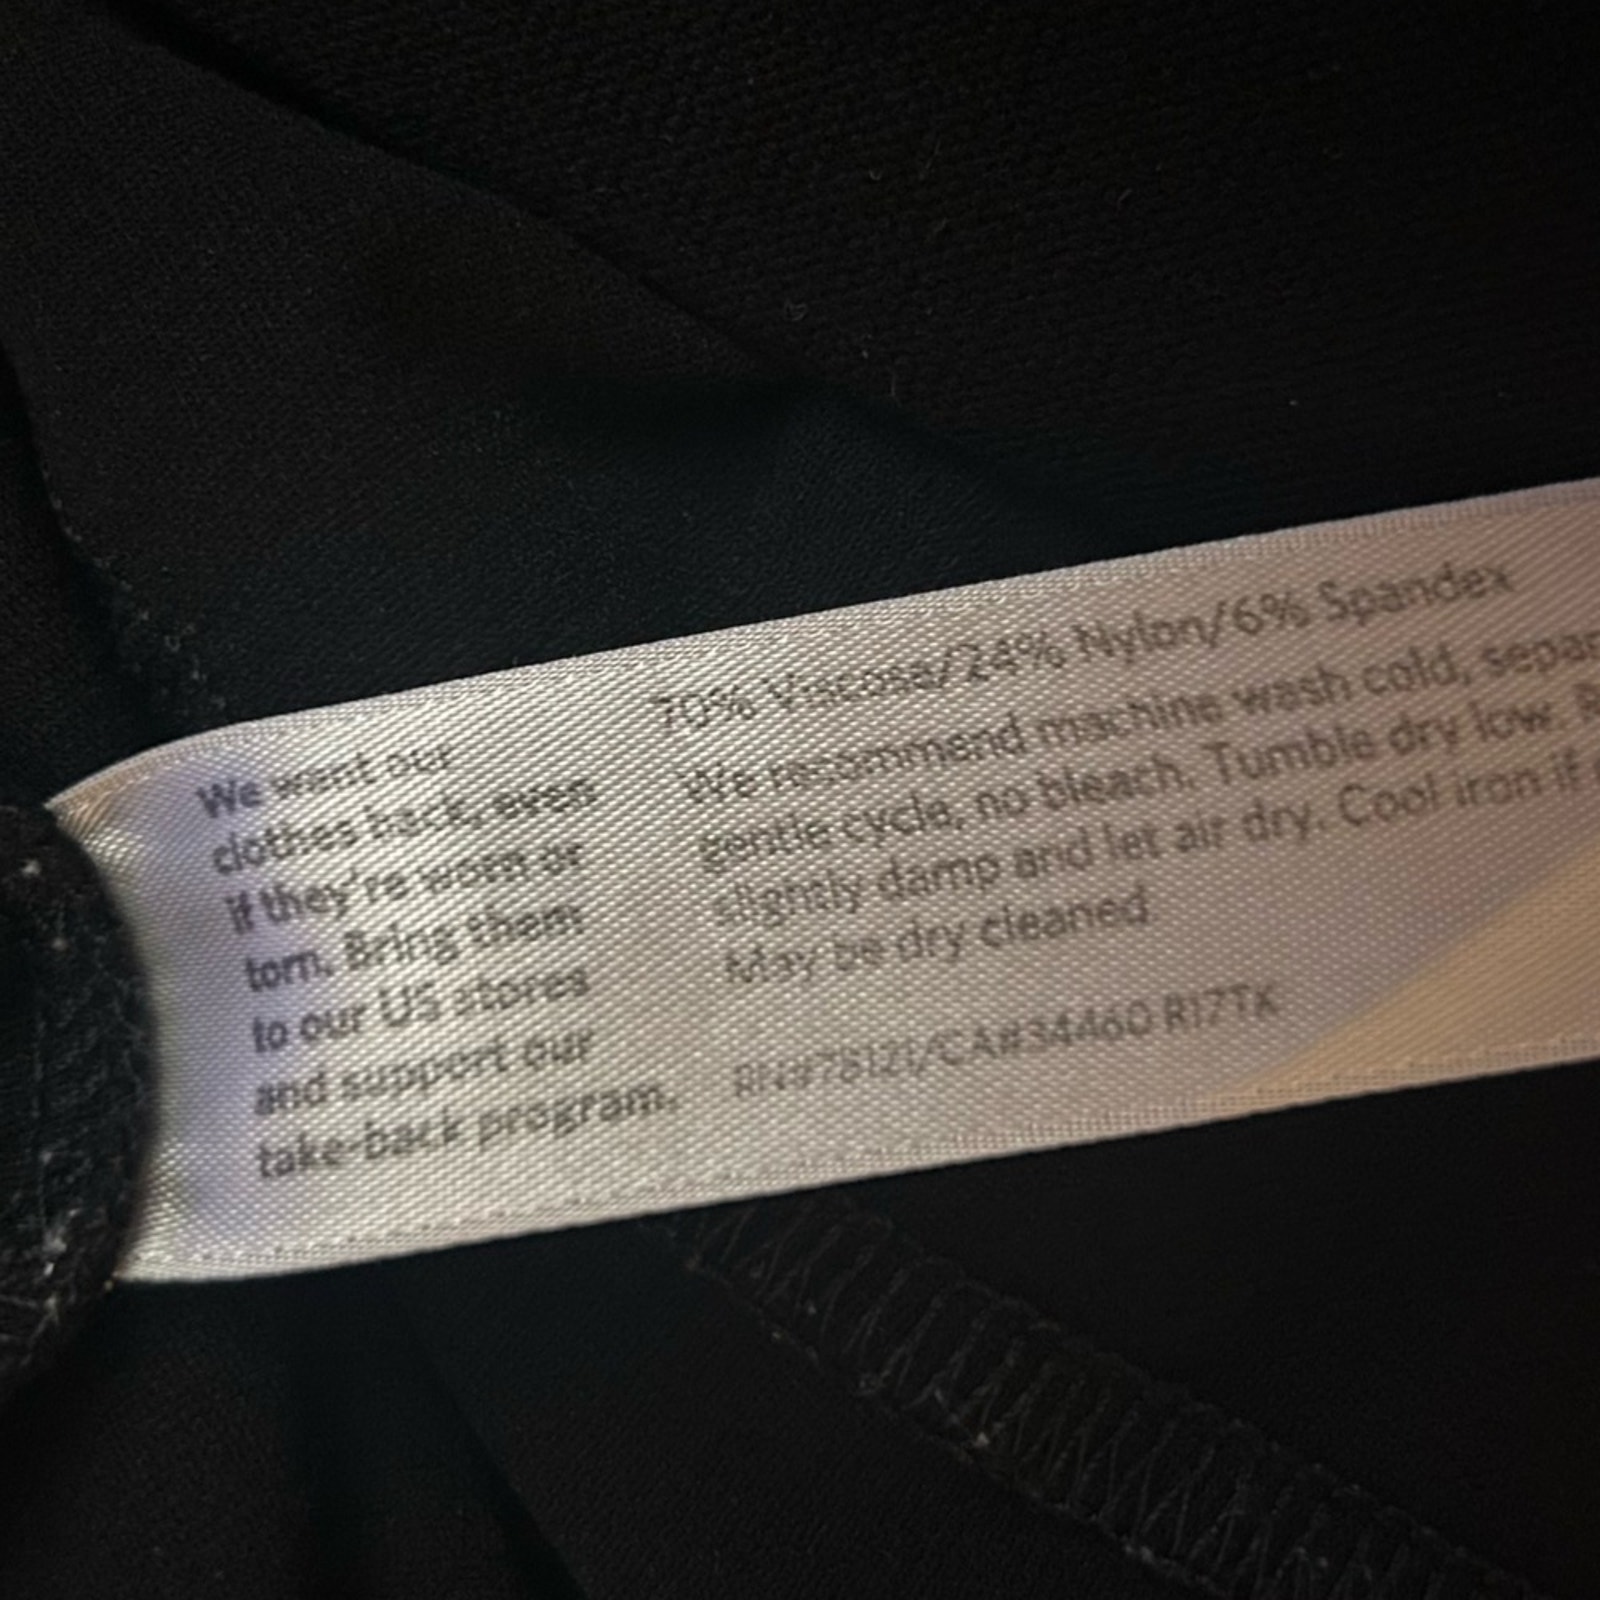 We want our
clothes back, even
if they're worn or
torn. Bring them
to our US stores
and support our
take-back program.
70% Viscose/24% Nylon/6% Spandex
We recommend machine wash cold,
gentle cycle, no bleach. Tumble dry low.
slightly damp and let air dry. Cool iron if
May be dry cleaned.
RN#78121/CA#34460 R17TK